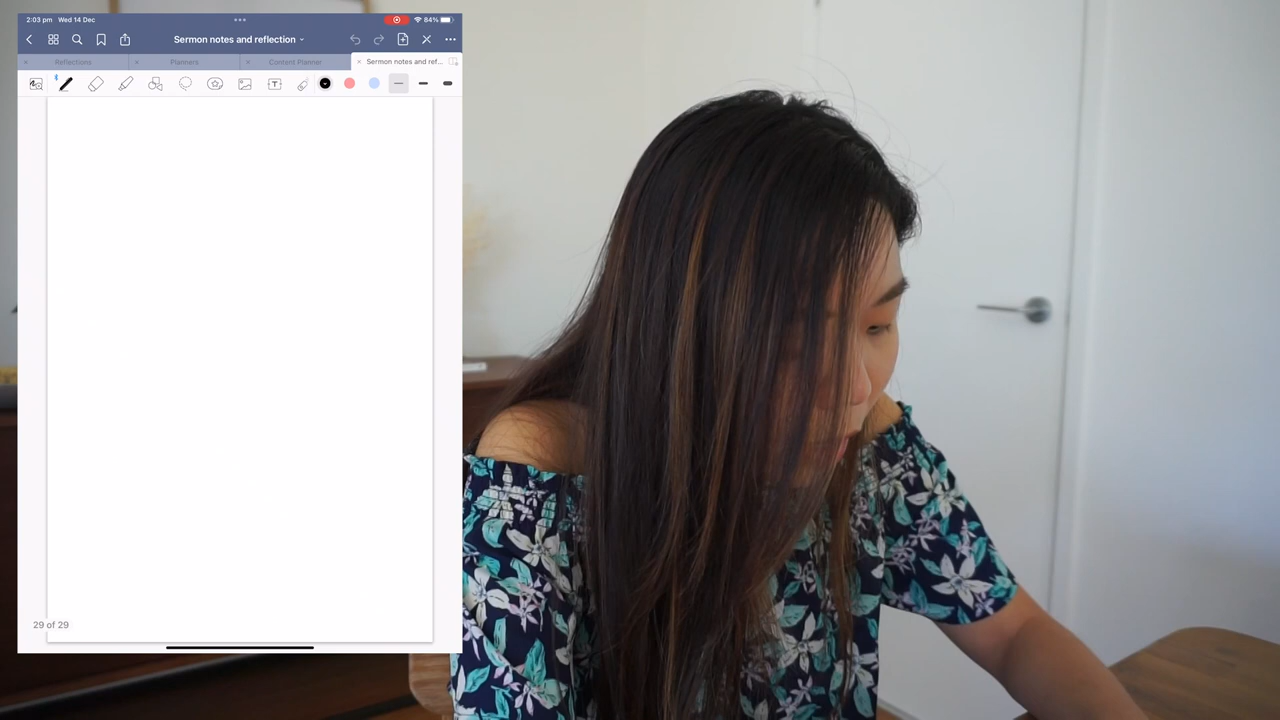 2:03 pm Wed 14 Dec 84%
Sermon notes and reflection
Reflections Planners Content Planner Sermon notes and ref...
29 of 29